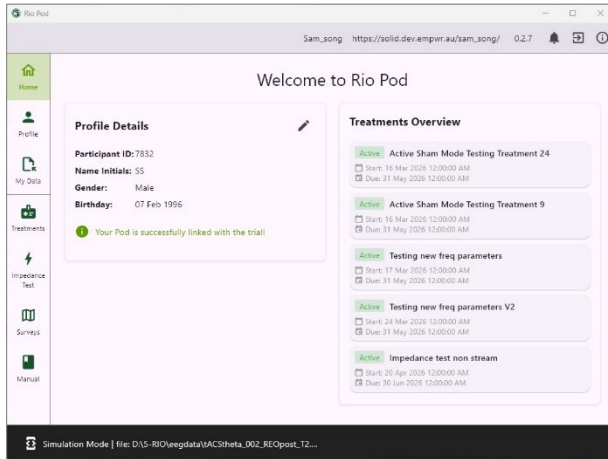 Rio Pod
Sam_song https://solid.dev.empwr.au/sam_song/ 0.2.7
Home
Profile
My Data
Treatments
Impedance
Test
Surveys
Manual
Welcome to Rio Pod
Profile Details
Participant ID: 7832
Name Initials: SS
Gender: Male
Birthday: 07 Feb 1996
Your Pod is successfully linked with the trial!
Treatments Overview
Active Active Sham Mode Testing Treatment 24
Start: 16 Mar 2026 12:00:00 AM
Due: 31 May 2026 12:00:00 AM
Active Active Sham Mode Testing Treatment 9
Start: 16 Mar 2026 12:00:00 AM
Due: 31 May 2026 12:00:00 AM
Active Testing new freq parameters
Start: 17 Mar 2026 12:00:00 AM
Due: 31 May 2026 12:00:00 AM
Active Testing new freq parameters V2
Start: 24 Mar 2026 12:00:00 AM
Due: 31 May 2026 12:00:00 AM
Active Impedance test non stream
Start: 20 Apr 2026 12:00:00 AM
Due: 30 Jun 2026 12:00:00 AM
Simulation Mode | file: D:\5-RIO\eegdata\tACStheta_002_REOpost_T2....